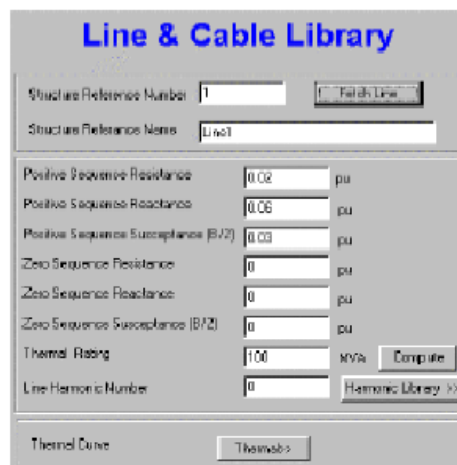 Line & Cable Library
Structure Reference Number 1 Fetch Line
Structure Reference Name Line1
Positive Sequence Resistance 0.02 pu
Positive Sequence Reactance 0.06 pu
Positive Sequence Susceptance (B/2) 0.03 pu
Zero Sequence Resistance 0 pu
Zero Sequence Reactance 0 pu
Zero Sequence Susceptance (B/2) 0 pu
Thermal Rating 100 MVA Compute
Line Harmonic Number 0 Harmonic Library >>
Thermal Curve Thermal>>